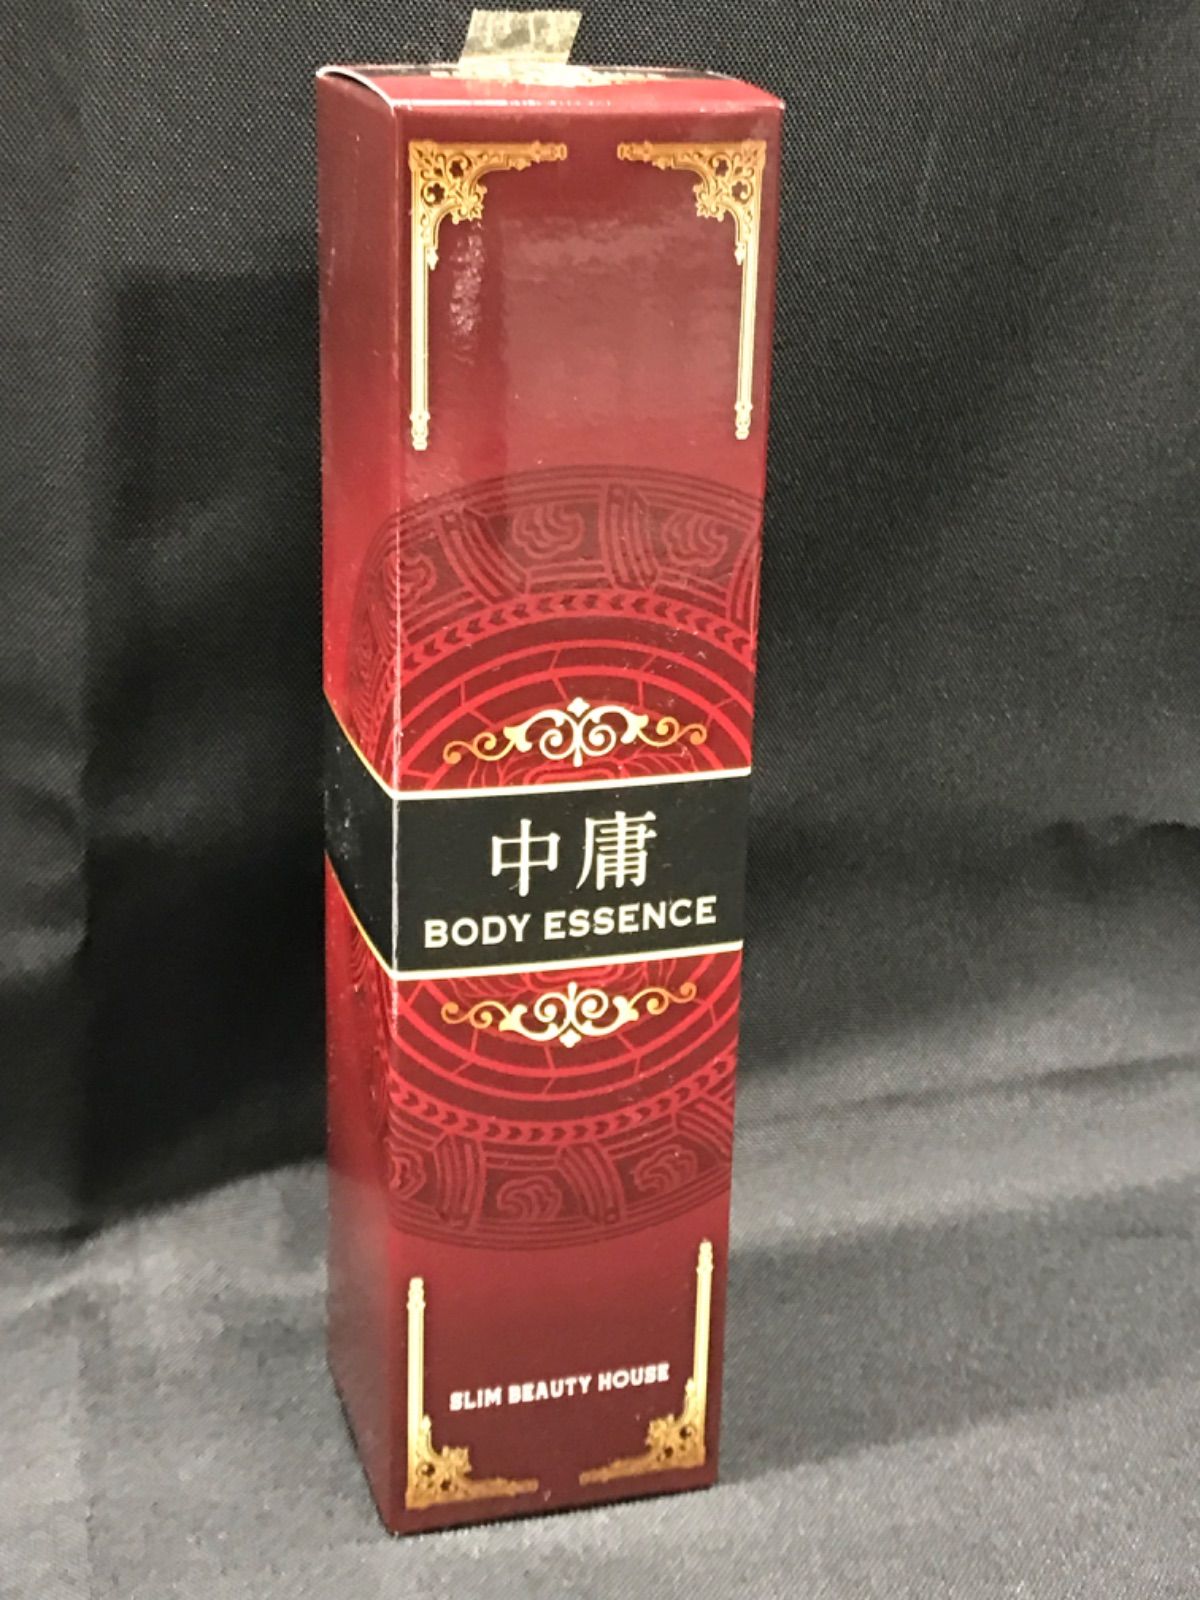 中庸
BODY ESSENCE
SLIM BEAUTY HOUSE